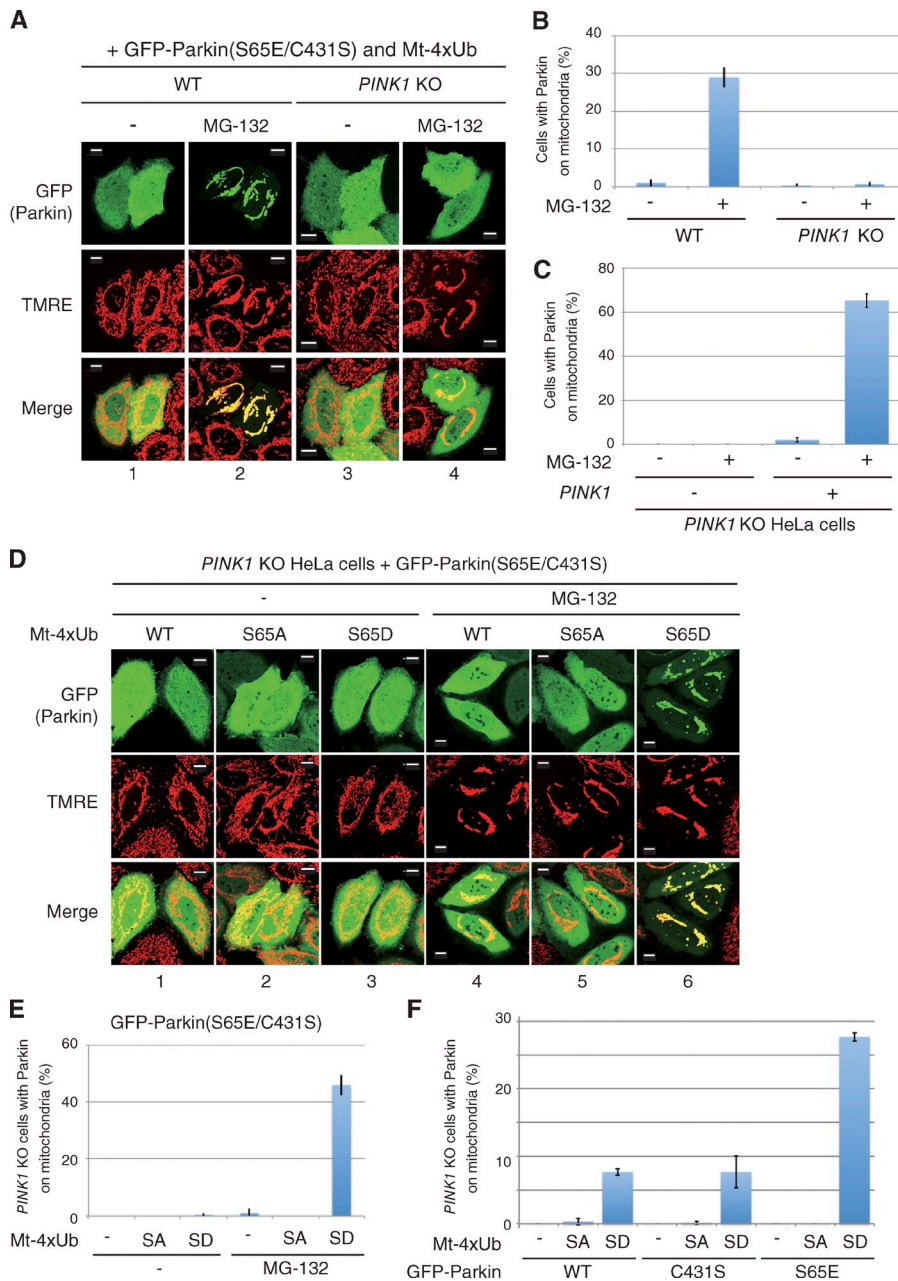 A
+ GFP-Parkin(S65E/C431S) and Mt-4xUb
WT PINK1 KO
- MG-132 - MG-132
GFP
(Parkin)
TMRE
Merge
1 2 3 4
B
Cells with Parkin
on mitochondria (%)
40
30
20
10
0
MG-132 - + - +
WT PINK1 KO
C
Cells with Parkin
on mitochondria (%)
80
60
40
20
0
MG-132 - + - +
PINK1 - +
PINK1 KO HeLa cells
D
PINK1 KO HeLa cells + GFP-Parkin(S65E/C431S)
- MG-132
Mt-4xUb WT S65A S65D WT S65A S65D
GFP
(Parkin)
TMRE
Merge
1 2 3 4 5 6
E
GFP-Parkin(S65E/C431S)
PINK1 KO cells with Parkin
on mitochondria (%)
60
40
20
0
Mt-4xUb - SA SD - SA SD
- MG-132
F
PINK1 KO cells with Parkin
on mitochondria (%)
30
20
10
0
Mt-4xUb - SA SD - SA SD - SA SD
GFP-Parkin WT C431S S65E